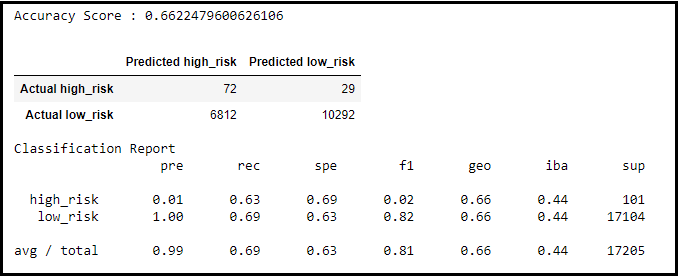 Accuracy Score : 0.6622479600626106
Predicted high_risk Predicted low_risk
Actual high_risk 72 29
Actual low_risk 6812 10292
Classification Report
pre rec spe f1 geo iba sup
high_risk 0.01 0.63 0.69 0.02 0.66 0.44 101
low_risk 1.00 0.69 0.63 0.82 0.66 0.44 17104
avg / total 0.99 0.69 0.63 0.81 0.66 0.44 17205